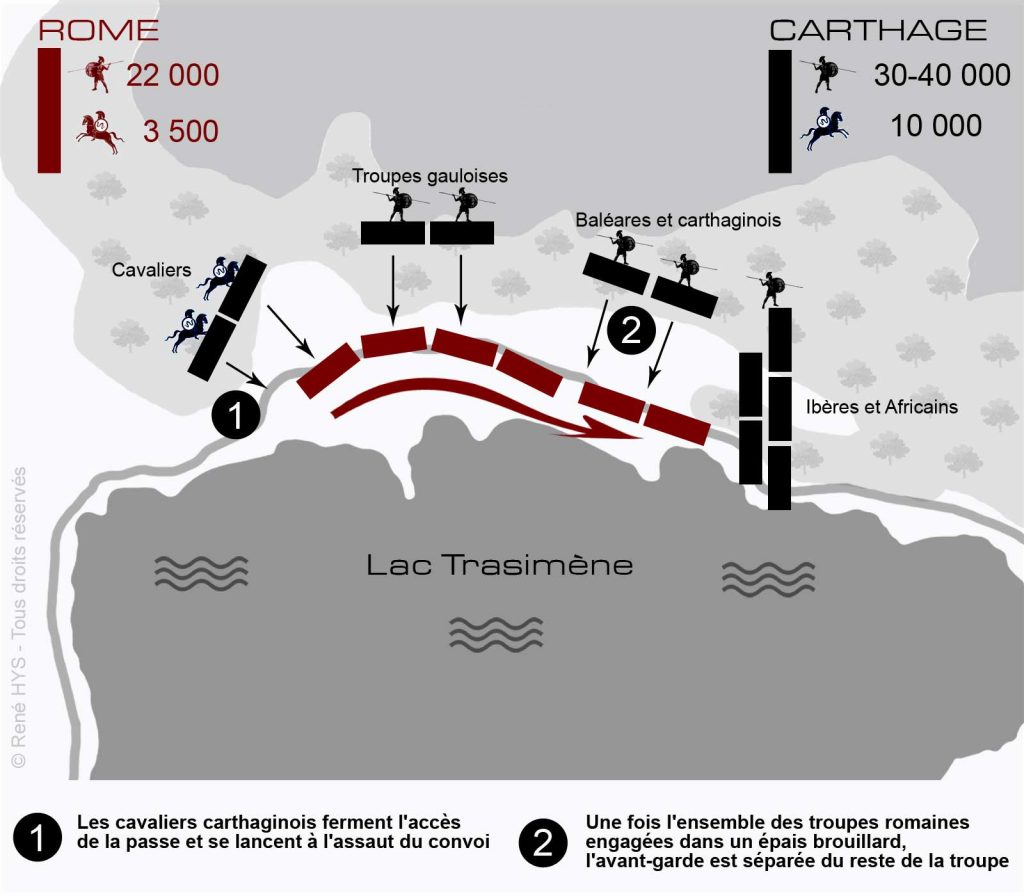 ROME
22 000
3 500
CARTHAGE
30-40 000
10 000
Troupes gauloises
Baléares et carthaginois
Cavaliers
2
1
Ibères et Africains
Lac Trasimène
© René HYS - Tous droits réservés
1
Les cavaliers carthaginois ferment l'accès
de la passe et se lancent à l'assaut du convoi
2
Une fois l'ensemble des troupes romaines
engagées dans un épais brouillard,
l'avant-garde est séparée du reste de la troupe